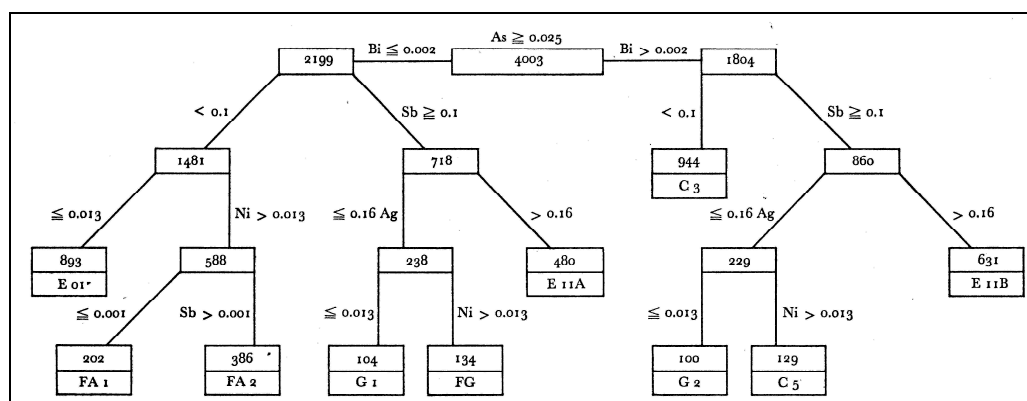 As ≧ 0.025
Bi ≦ 0.002 Bi > 0.002
2199 4003 1804
< 0.1 Sb ≧ 0.1 < 0.1 Sb ≧ 0.1
1481 718 944 860
C 3
≦ 0.013 Ni > 0.013 ≦ 0.16 Ag > 0.16 ≦ 0.16 Ag > 0.16
893 588 238 480 229 631
E 01 E 11A E 11B
≦ 0.001 Sb > 0.001 ≦ 0.013 Ni > 0.013 ≦ 0.013 Ni > 0.013
202 386 104 134 100 129
FA 1 FA 2 G 1 FG G 2 C 5